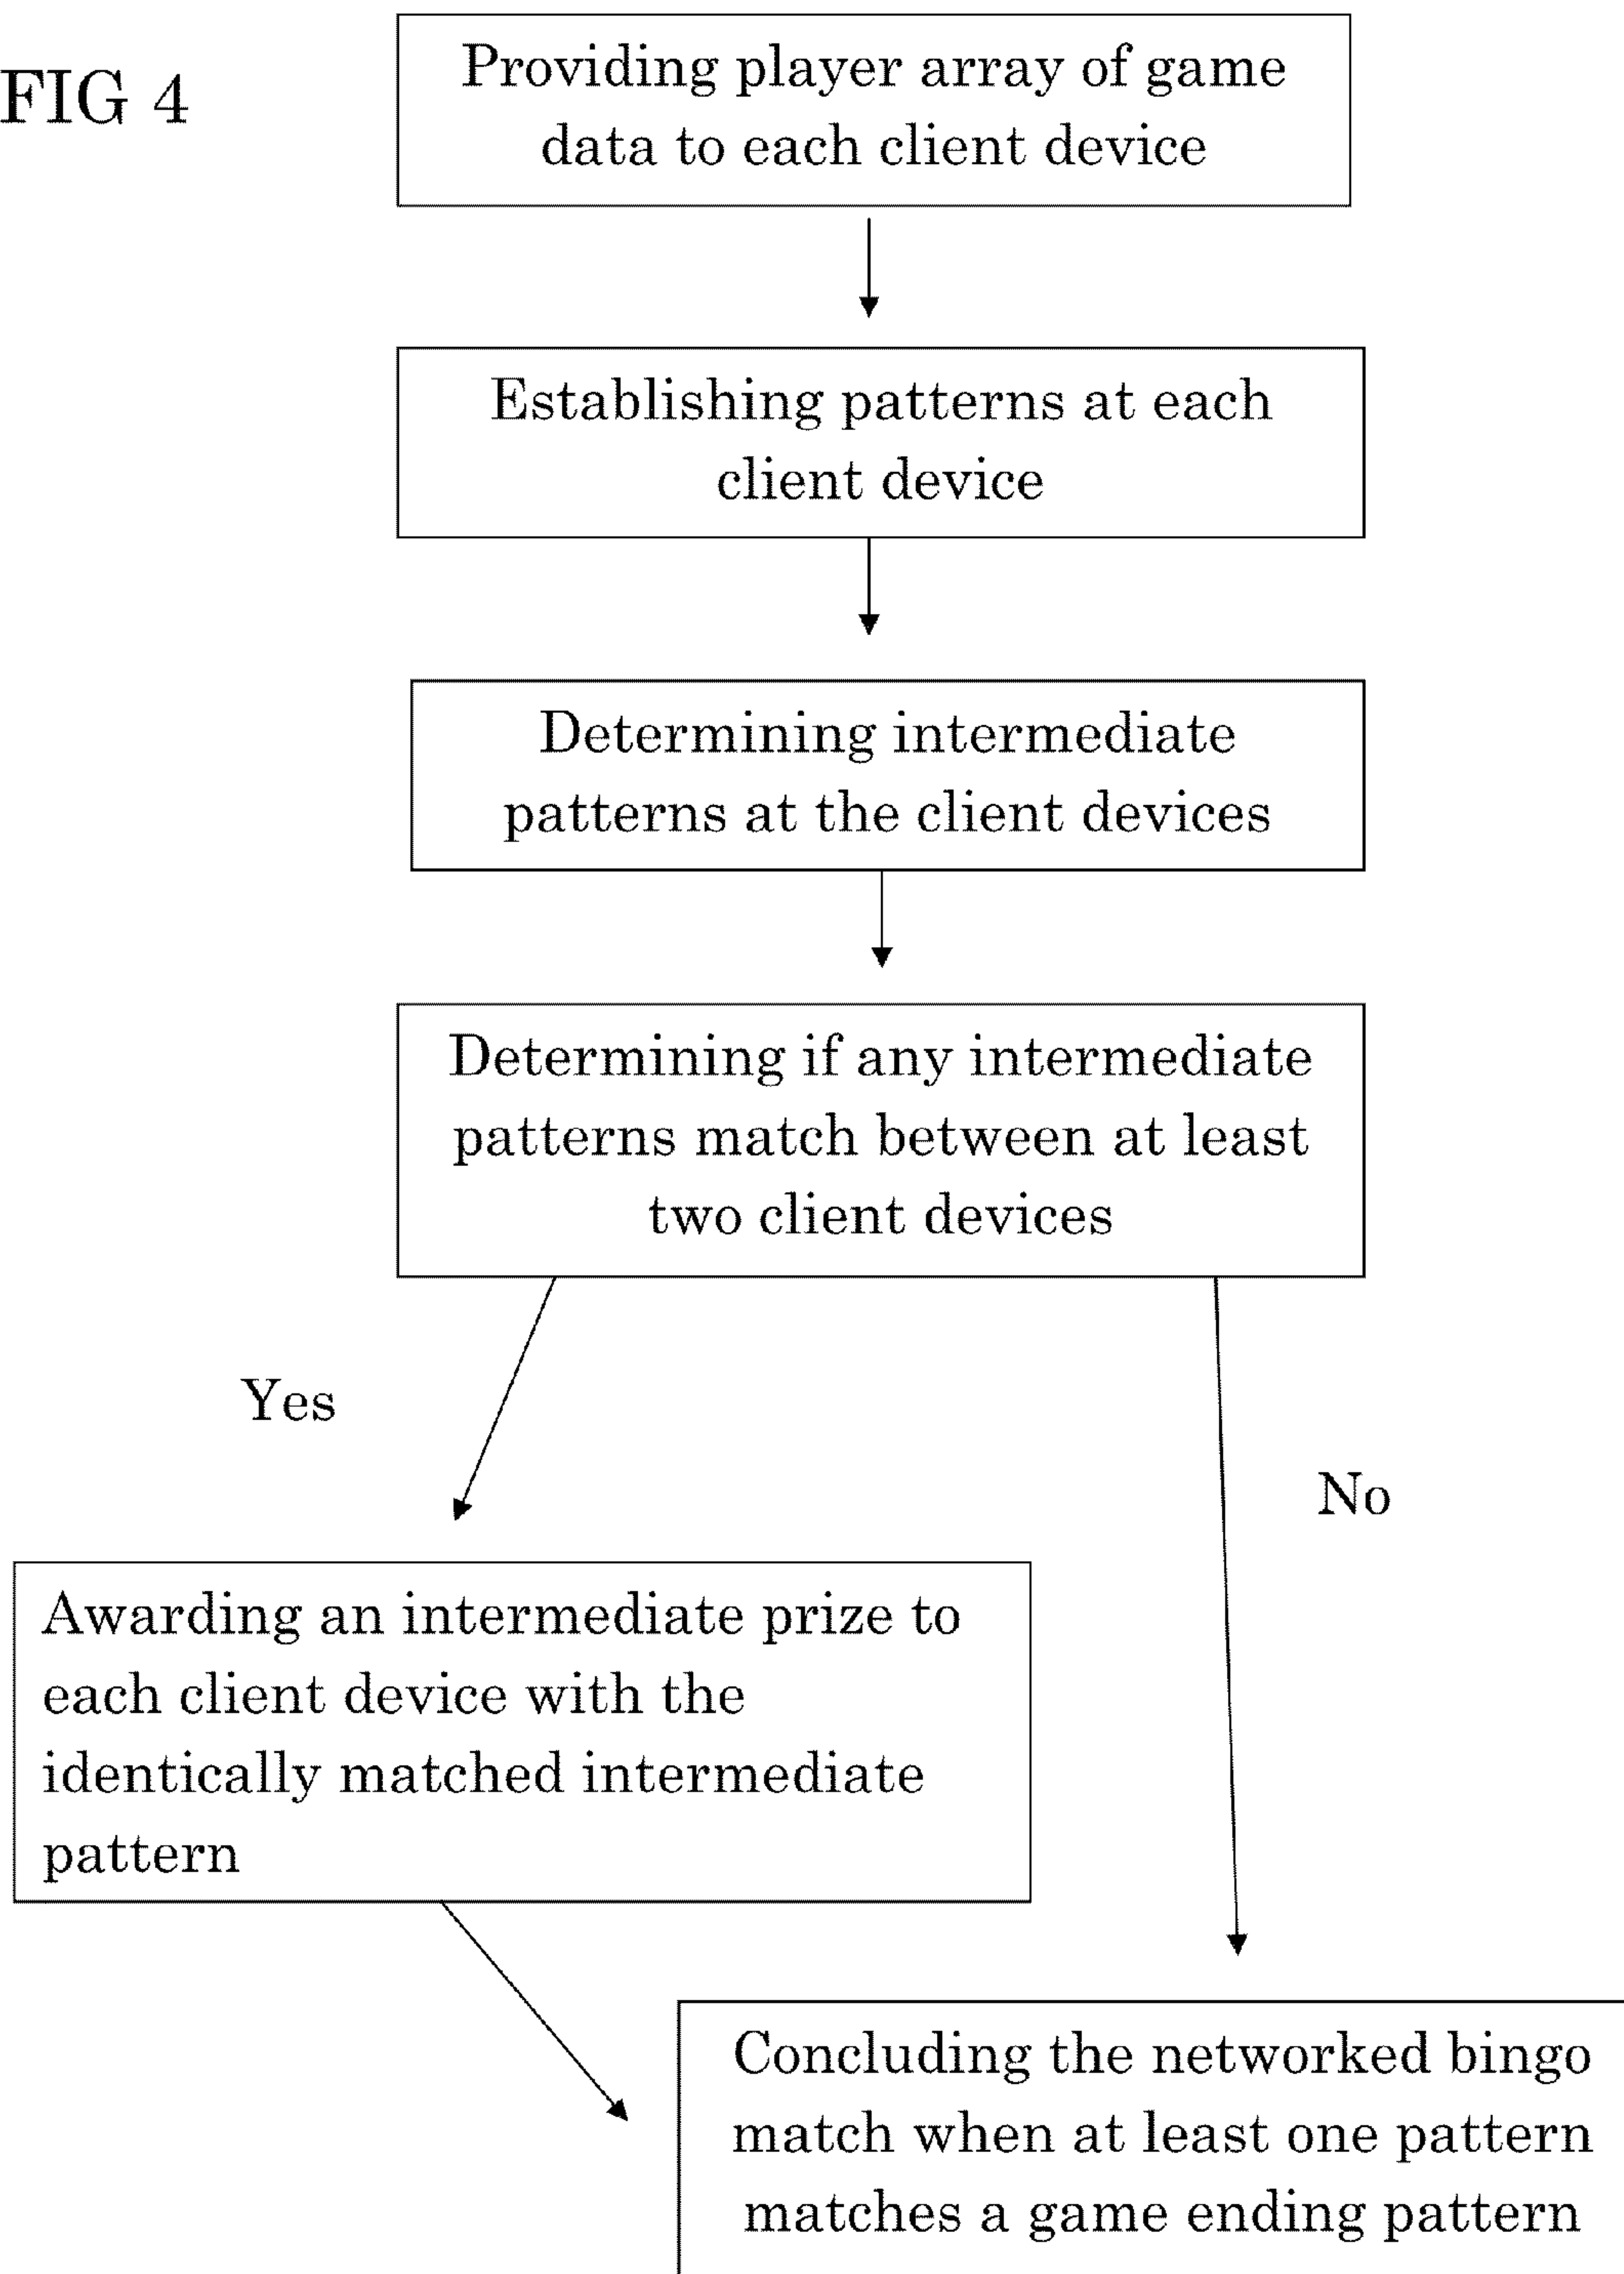 FIG 4
Providing player array of game
data to each client device
Establishing patterns at each
client device
Determining intermediate
patterns at the client devices
Determining if any intermediate
patterns match between at least
two client devices
Yes
No
Awarding an intermediate prize to
each client device with the
identically matched intermediate
pattern
Concluding the networked bingo
match when at least one pattern
matches a game ending pattern